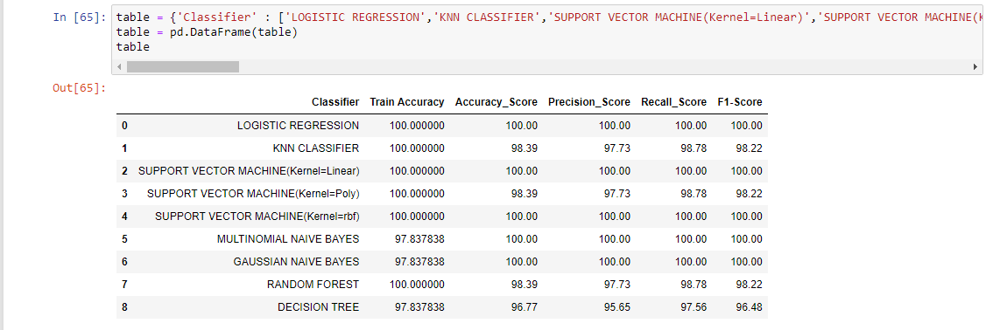 In [65]: table = {'Classifier' : ['LOGISTIC REGRESSION','KNN CLASSIFIER','SUPPORT VECTOR MACHINE(Kernel=Linear)','SUPPORT VECTOR MACHINE(
table = pd.DataFrame(table)
table
Out[65]:
Classifier Train Accuracy Accuracy_Score Precision_Score Recall_Score F1-Score
0 LOGISTIC REGRESSION 100.000000 100.00 100.00 100.00 100.00
1 KNN CLASSIFIER 100.000000 98.39 97.73 98.78 98.22
2 SUPPORT VECTOR MACHINE(Kernel=Linear) 100.000000 100.00 100.00 100.00 100.00
3 SUPPORT VECTOR MACHINE(Kernel=Poly) 100.000000 98.39 97.73 98.78 98.22
4 SUPPORT VECTOR MACHINE(Kernel=rbf) 100.000000 100.00 100.00 100.00 100.00
5 MULTINOMIAL NAIVE BAYES 97.837838 100.00 100.00 100.00 100.00
6 GAUSSIAN NAIVE BAYES 97.837838 100.00 100.00 100.00 100.00
7 RANDOM FOREST 100.000000 98.39 97.73 98.78 98.22
8 DECISION TREE 97.837838 96.77 95.65 97.56 96.48